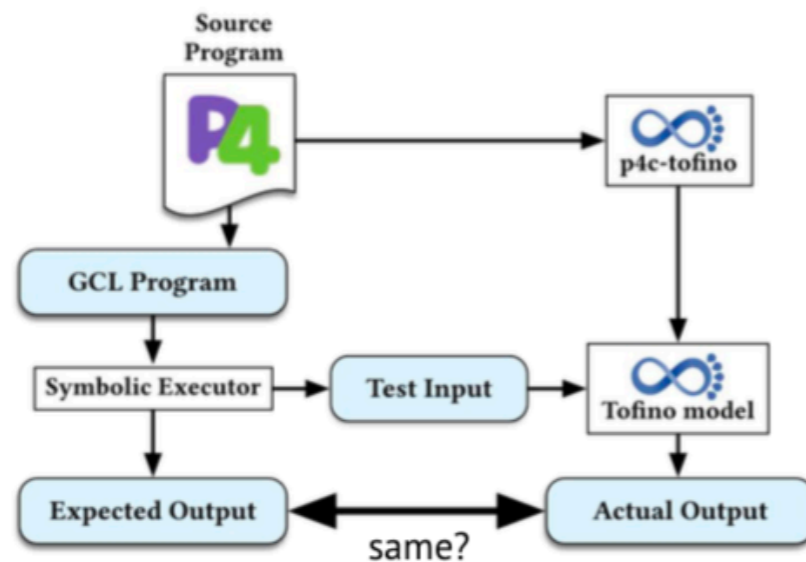 Source
Program
P4
p4c-tofino
GCL Program
Symbolic Executor
Test Input
Tofino model
Expected Output
Actual Output
same?